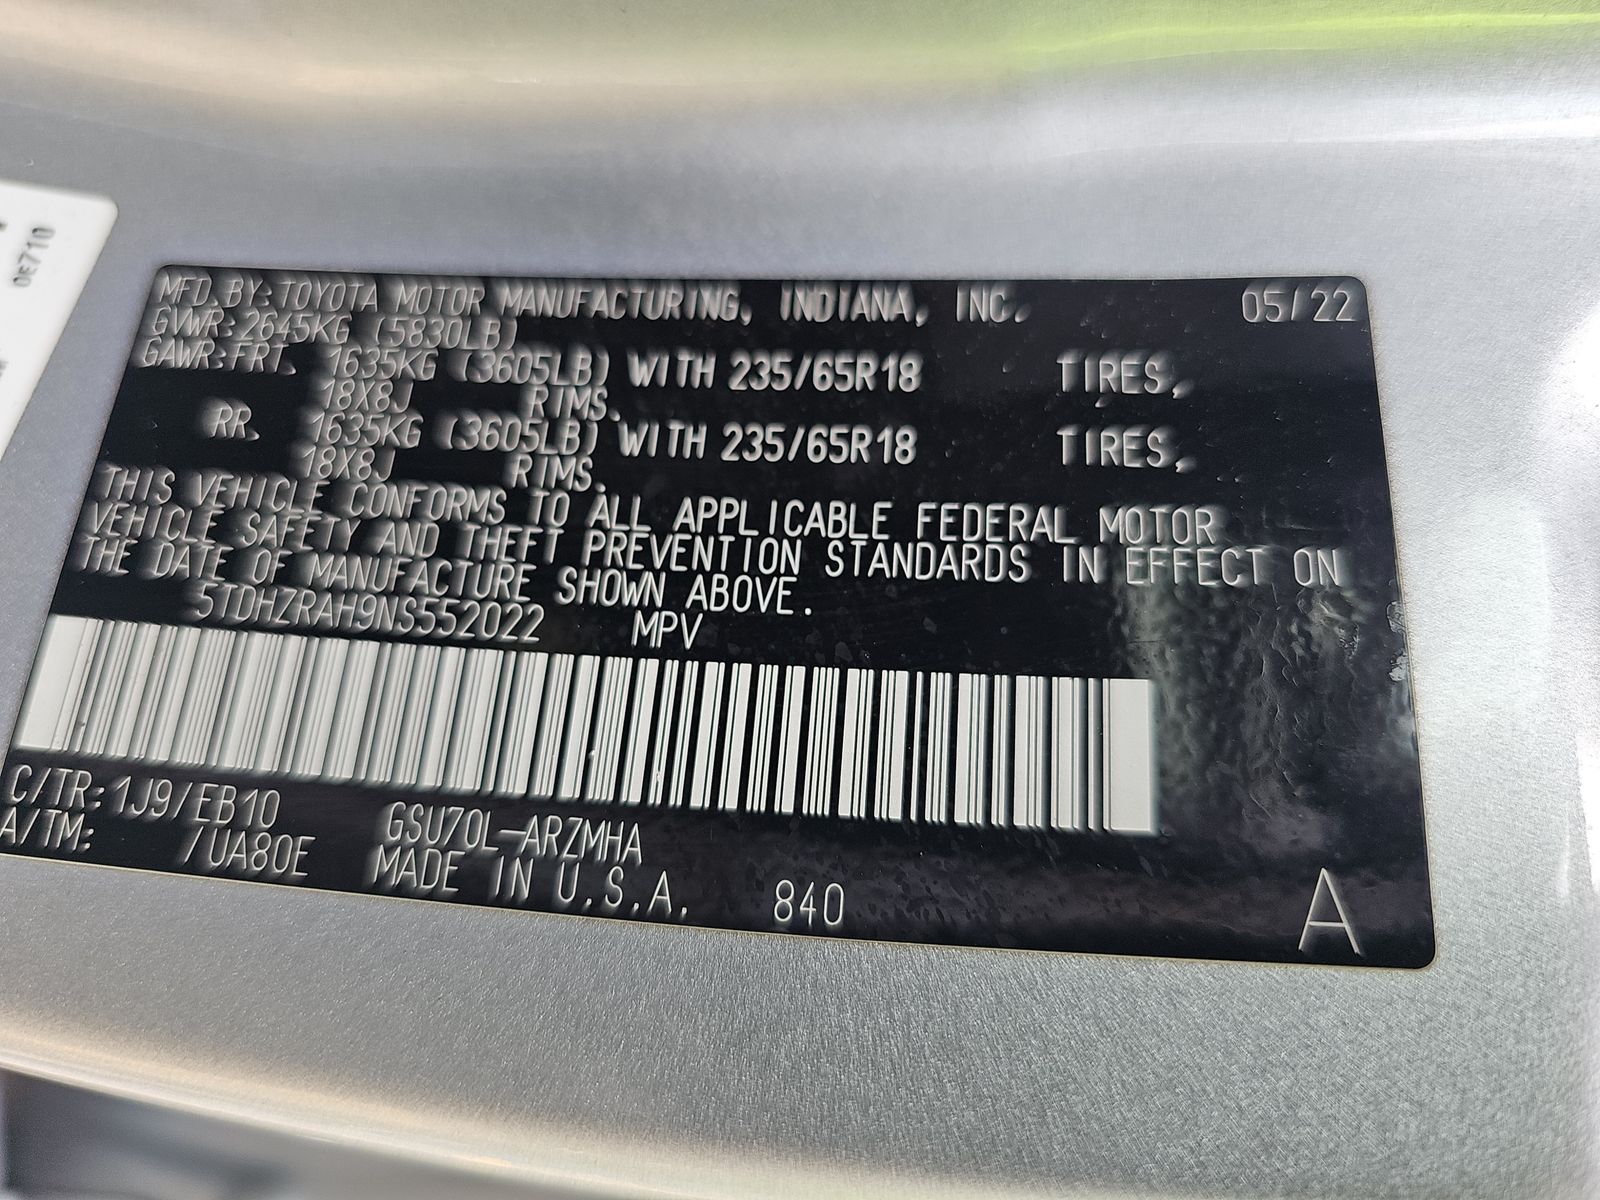 MFD. BY: TOYOTA MOTOR MANUFACTURING, INDIANA, INC. 05/22
GVWR: 2645KG (5830LB)
GAWR: FRT. 1635KG (3605LB) WITH 235/65R18 TIRES,
18X8J RIMS.
RR. 1635KG (3605LB) WITH 235/65R18 TIRES,
18X8J RIMS.
THIS VEHICLE CONFORMS TO ALL APPLICABLE FEDERAL MOTOR
VEHICLE SAFETY AND THEFT PREVENTION STANDARDS IN EFFECT ON
THE DATE OF MANUFACTURE SHOWN ABOVE.
5TDHZRAH9NS552022 MPV
C/TR: 1J9/EB10 GSU70L-ARZMHA
A/TM: /UA80E MADE IN U.S.A. 840 A
0E710